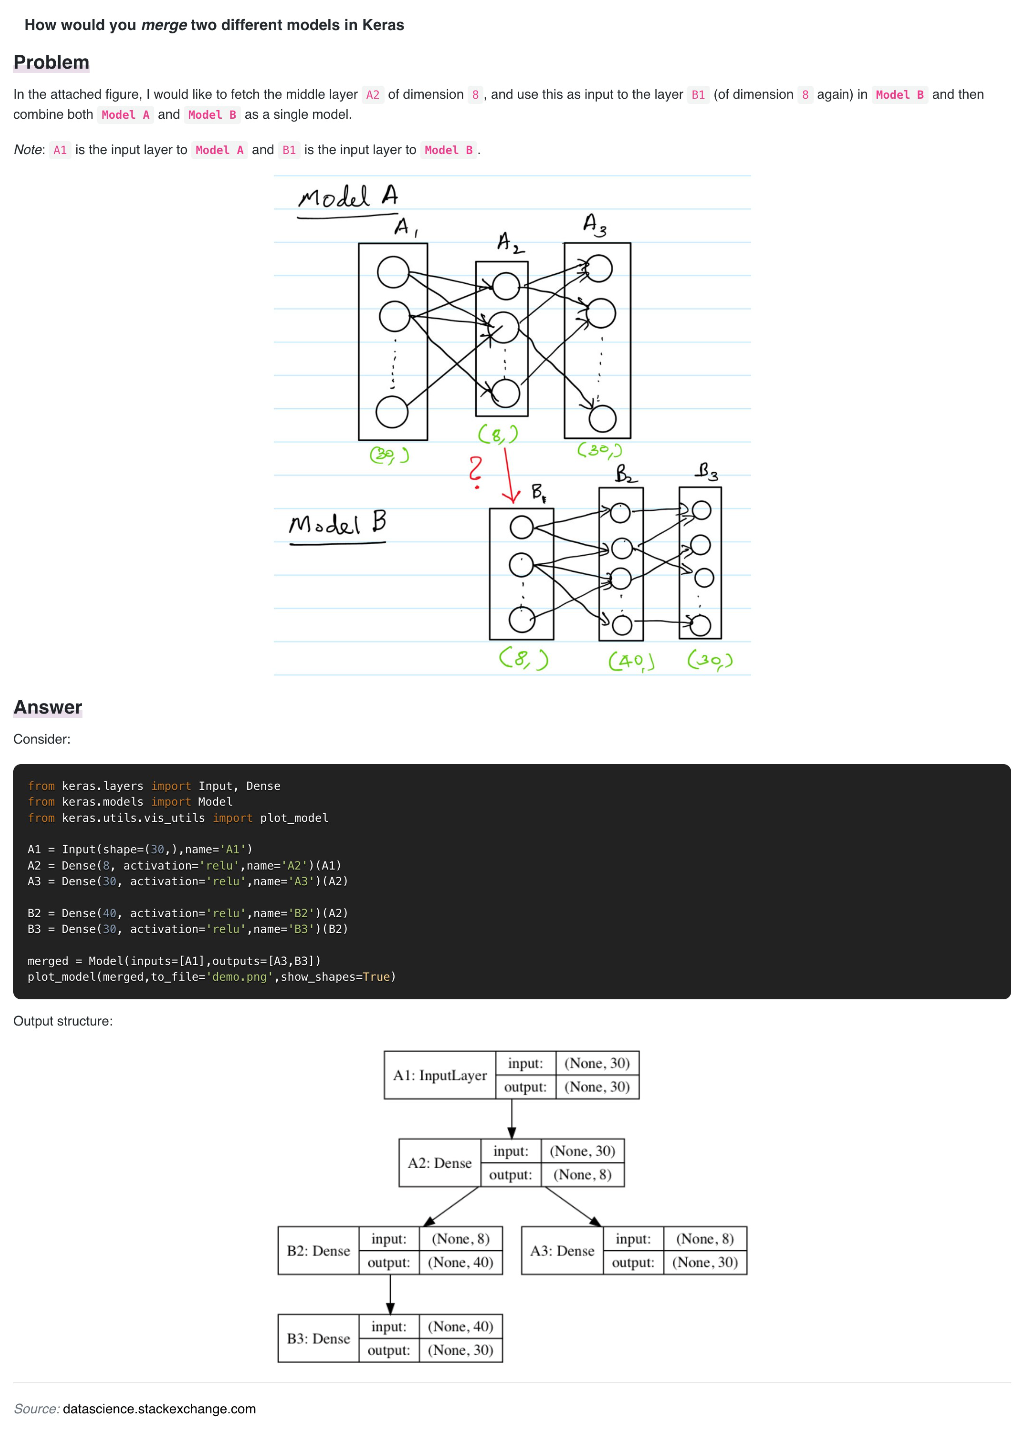 How would you merge two different models in Keras
Problem
In the attached figure, I would like to fetch the middle layer A2 of dimension 8 , and use this as input to the layer B1 (of dimension 8 again) in Model B and then
combine both Model A and Model B as a single model.
Note: A1 is the input layer to Model A and B1 is the input layer to Model B .
Model A
A1
A2
A3
(30,)
(8,)
(30,)
?
B1
B2
B3
Model B
(8,)
(40,)
(30,)
Answer
Consider:
from keras.layers import Input, Dense
from keras.models import Model
from keras.utils.vis_utils import plot_model
A1 = Input(shape=(30,),name='A1')
A2 = Dense(8, activation='relu',name='A2')(A1)
A3 = Dense(30, activation='relu',name='A3')(A2)
B2 = Dense(40, activation='relu',name='B2')(A2)
B3 = Dense(30, activation='relu',name='B3')(B2)
merged = Model(inputs=[A1],outputs=[A3,B3])
plot_model(merged,to_file='demo.png',show_shapes=True)
Output structure:
A1: InputLayer
input: (None, 30)
output: (None, 30)
A2: Dense
input: (None, 30)
output: (None, 8)
B2: Dense
input: (None, 8)
output: (None, 40)
A3: Dense
input: (None, 8)
output: (None, 30)
B3: Dense
input: (None, 40)
output: (None, 30)
Source: datascience.stackexchange.com